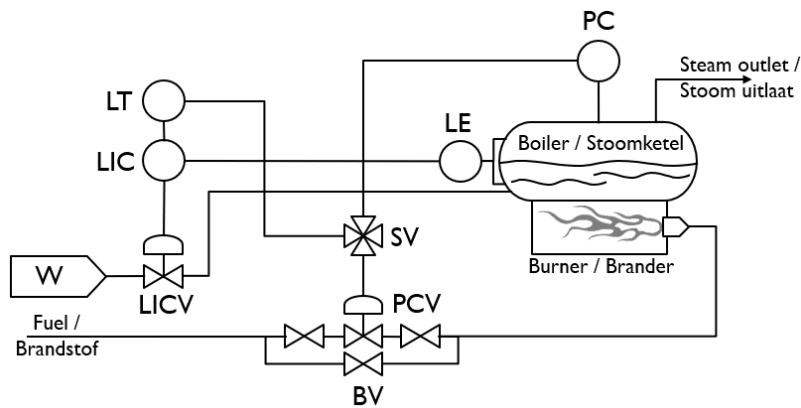 PC
Steam outlet /
Stoom uitlaat
LT
LE
Boiler / Stoomketel
LIC
SV
W
Burner / Brander
LICV
PCV
Fuel /
Brandstof
BV